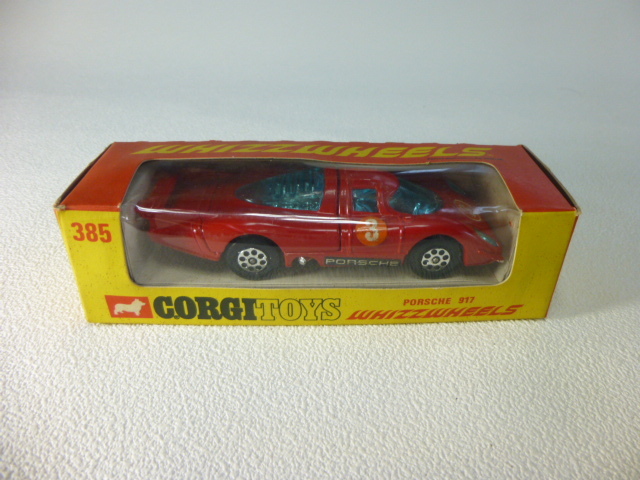 WHIZZWHEELS
385
3
PORSCHE
PORSCHE 917
CORGI TOYS
WHIZZWHEELS